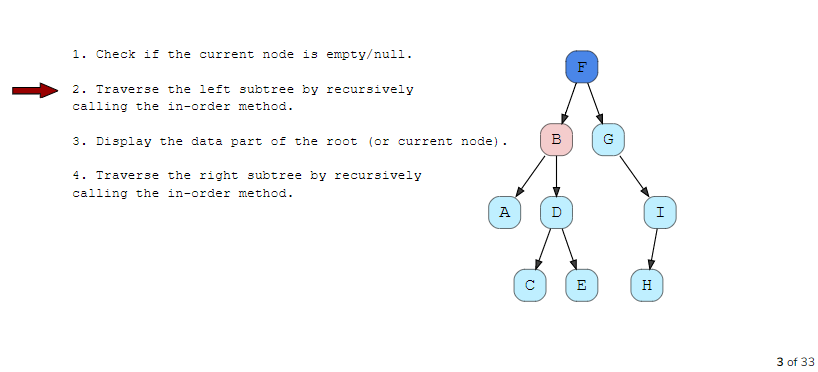 1. Check if the current node is empty/null.
2. Traverse the left subtree by recursively
calling the in-order method.
3. Display the data part of the root (or current node).
4. Traverse the right subtree by recursively
calling the in-order method.
F
B G
A D I
C E H
3 of 33